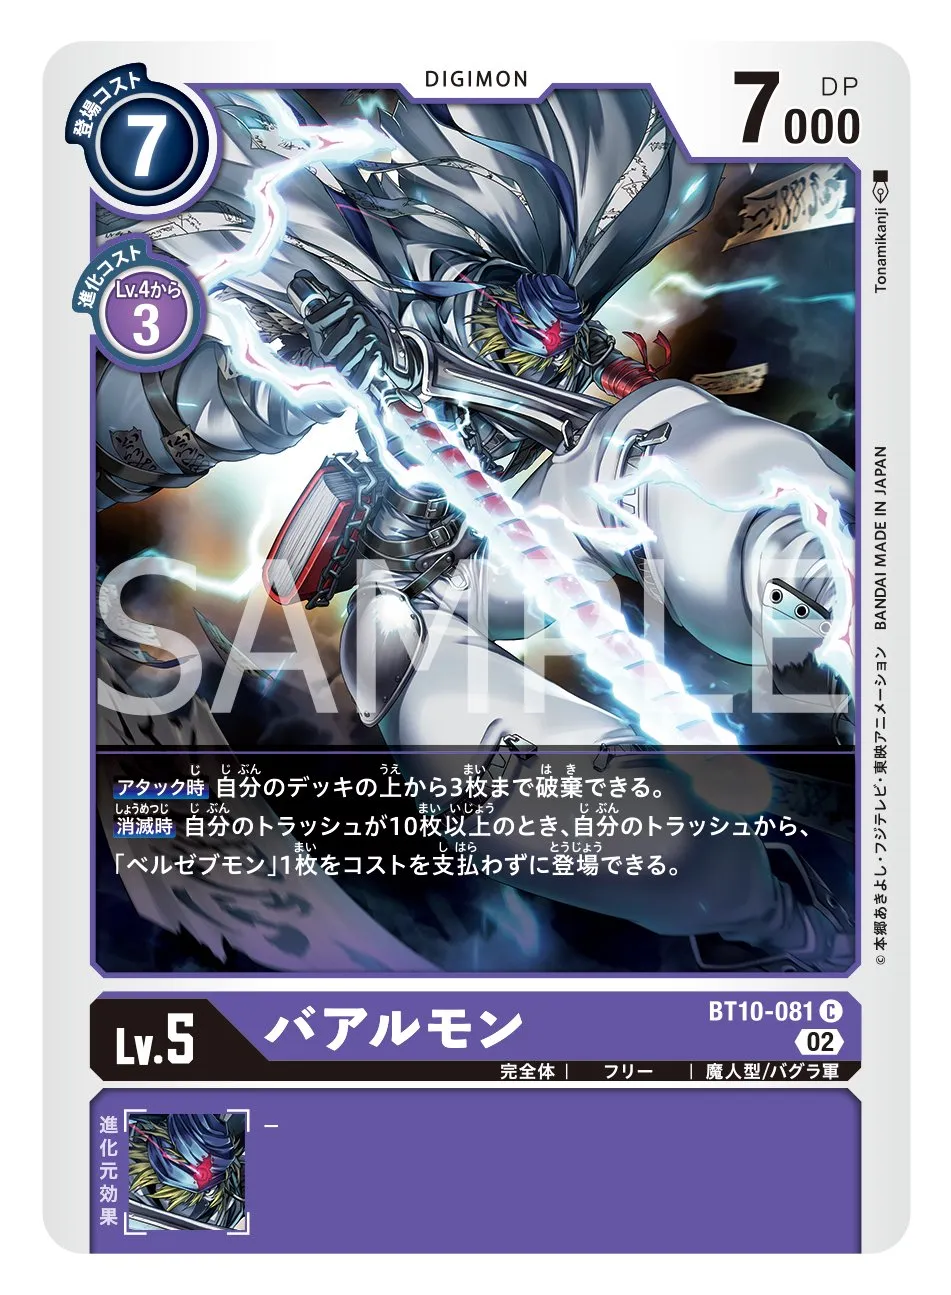 DIGIMON
登場コスト
7
7000
DP
進化コスト
Lv.4から
3
Tonamikanji
BANDAI MADE IN JAPAN
©本郷あきよし・フジテレビ・東映アニメーション
SAMPLE
アタック時 自分のデッキの上から3枚まで破棄できる。
消滅時 自分のトラッシュが10枚以上のとき、自分のトラッシュから、
「ベルゼブモン」1枚をコストを支払わずに登場できる。
Lv.5
バアルモン
BT10-081 C
02
完全体 | フリー | 魔人型/バグラ軍
進化元効果
－